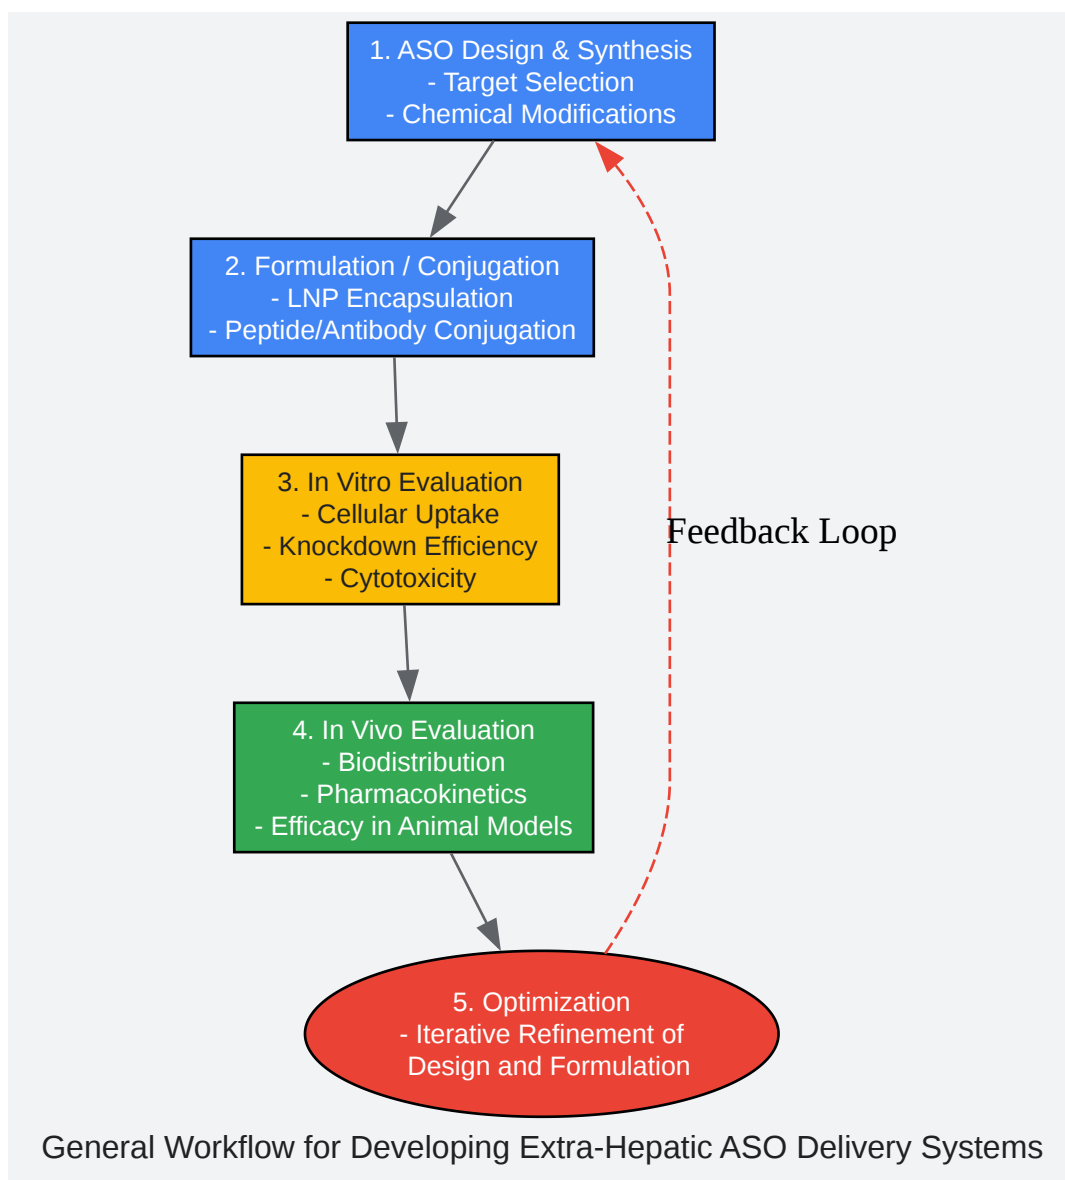 1. ASO Design & Synthesis
- Target Selection
- Chemical Modifications
2. Formulation / Conjugation
- LNP Encapsulation
- Peptide/Antibody Conjugation
3. In Vitro Evaluation
- Cellular Uptake
- Knockdown Efficiency
- Cytotoxicity
Feedback Loop
4. In Vivo Evaluation
- Biodistribution
- Pharmacokinetics
- Efficacy in Animal Models
5. Optimization
- Iterative Refinement of
Design and Formulation
General Workflow for Developing Extra-Hepatic ASO Delivery Systems